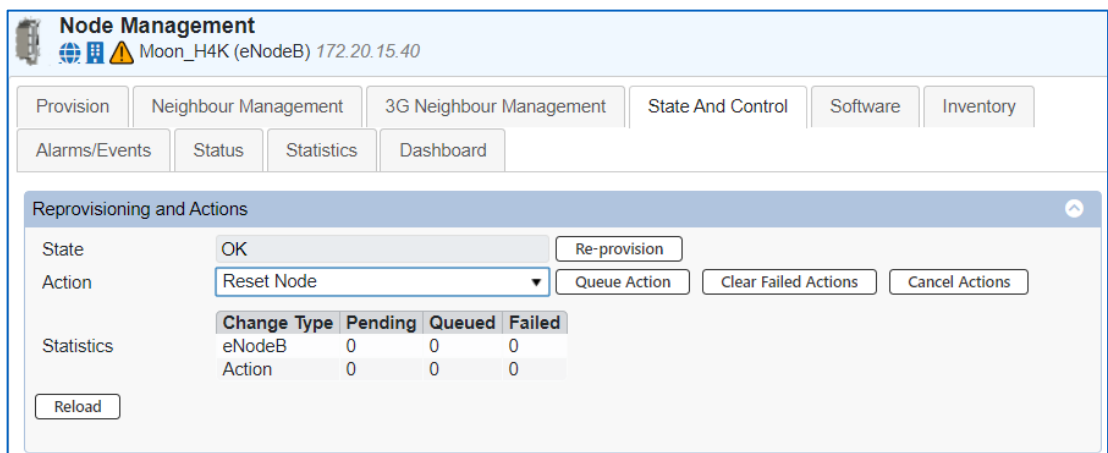 Node Management
Moon_H4K (eNodeB) 172.20.15.40
Provision Neighbour Management 3G Neighbour Management State And Control Software Inventory
Alarms/Events Status Statistics Dashboard
Reprovisioning and Actions
State OK Re-provision
Action Reset Node Queue Action Clear Failed Actions Cancel Actions
Change Type Pending Queued Failed
Statistics eNodeB 0 0 0
Action 0 0 0
Reload